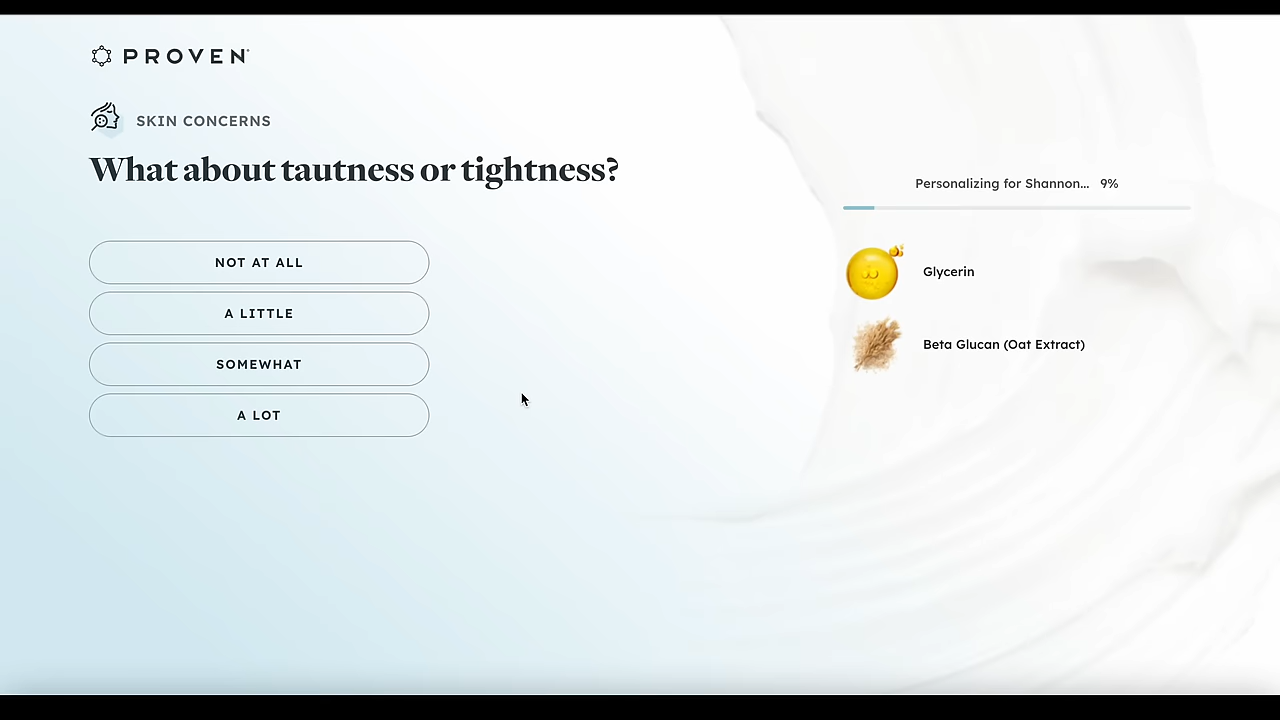 PROVEN
SKIN CONCERNS
What about tautness or tightness?
NOT AT ALL
A LITTLE
SOMEWHAT
A LOT
Personalizing for Shannon... 9%
Glycerin
Beta Glucan (Oat Extract)